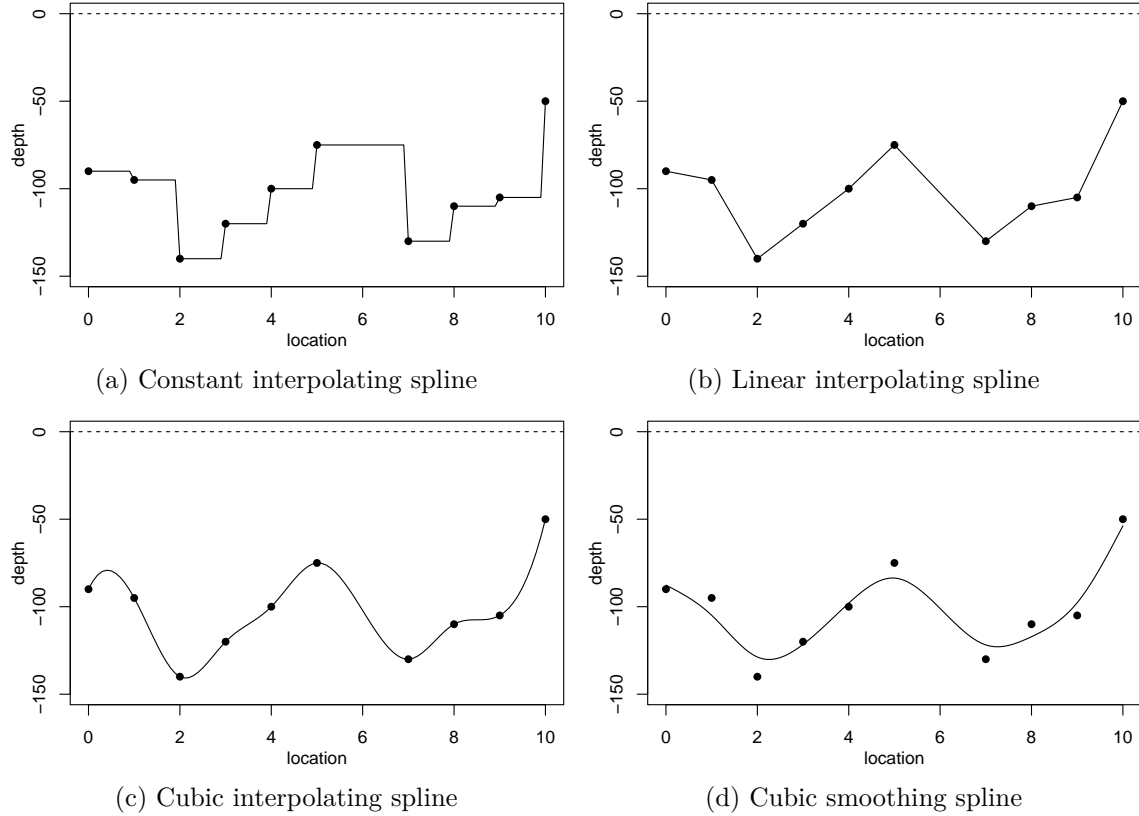 0
−50
−100
−150
depth
0 2 4 6 8 10
location
(a) Constant interpolating spline
0
−50
−100
−150
depth
0 2 4 6 8 10
location
(b) Linear interpolating spline
0
−50
−100
−150
depth
0 2 4 6 8 10
location
(c) Cubic interpolating spline
0
−50
−100
−150
depth
0 2 4 6 8 10
location
(d) Cubic smoothing spline